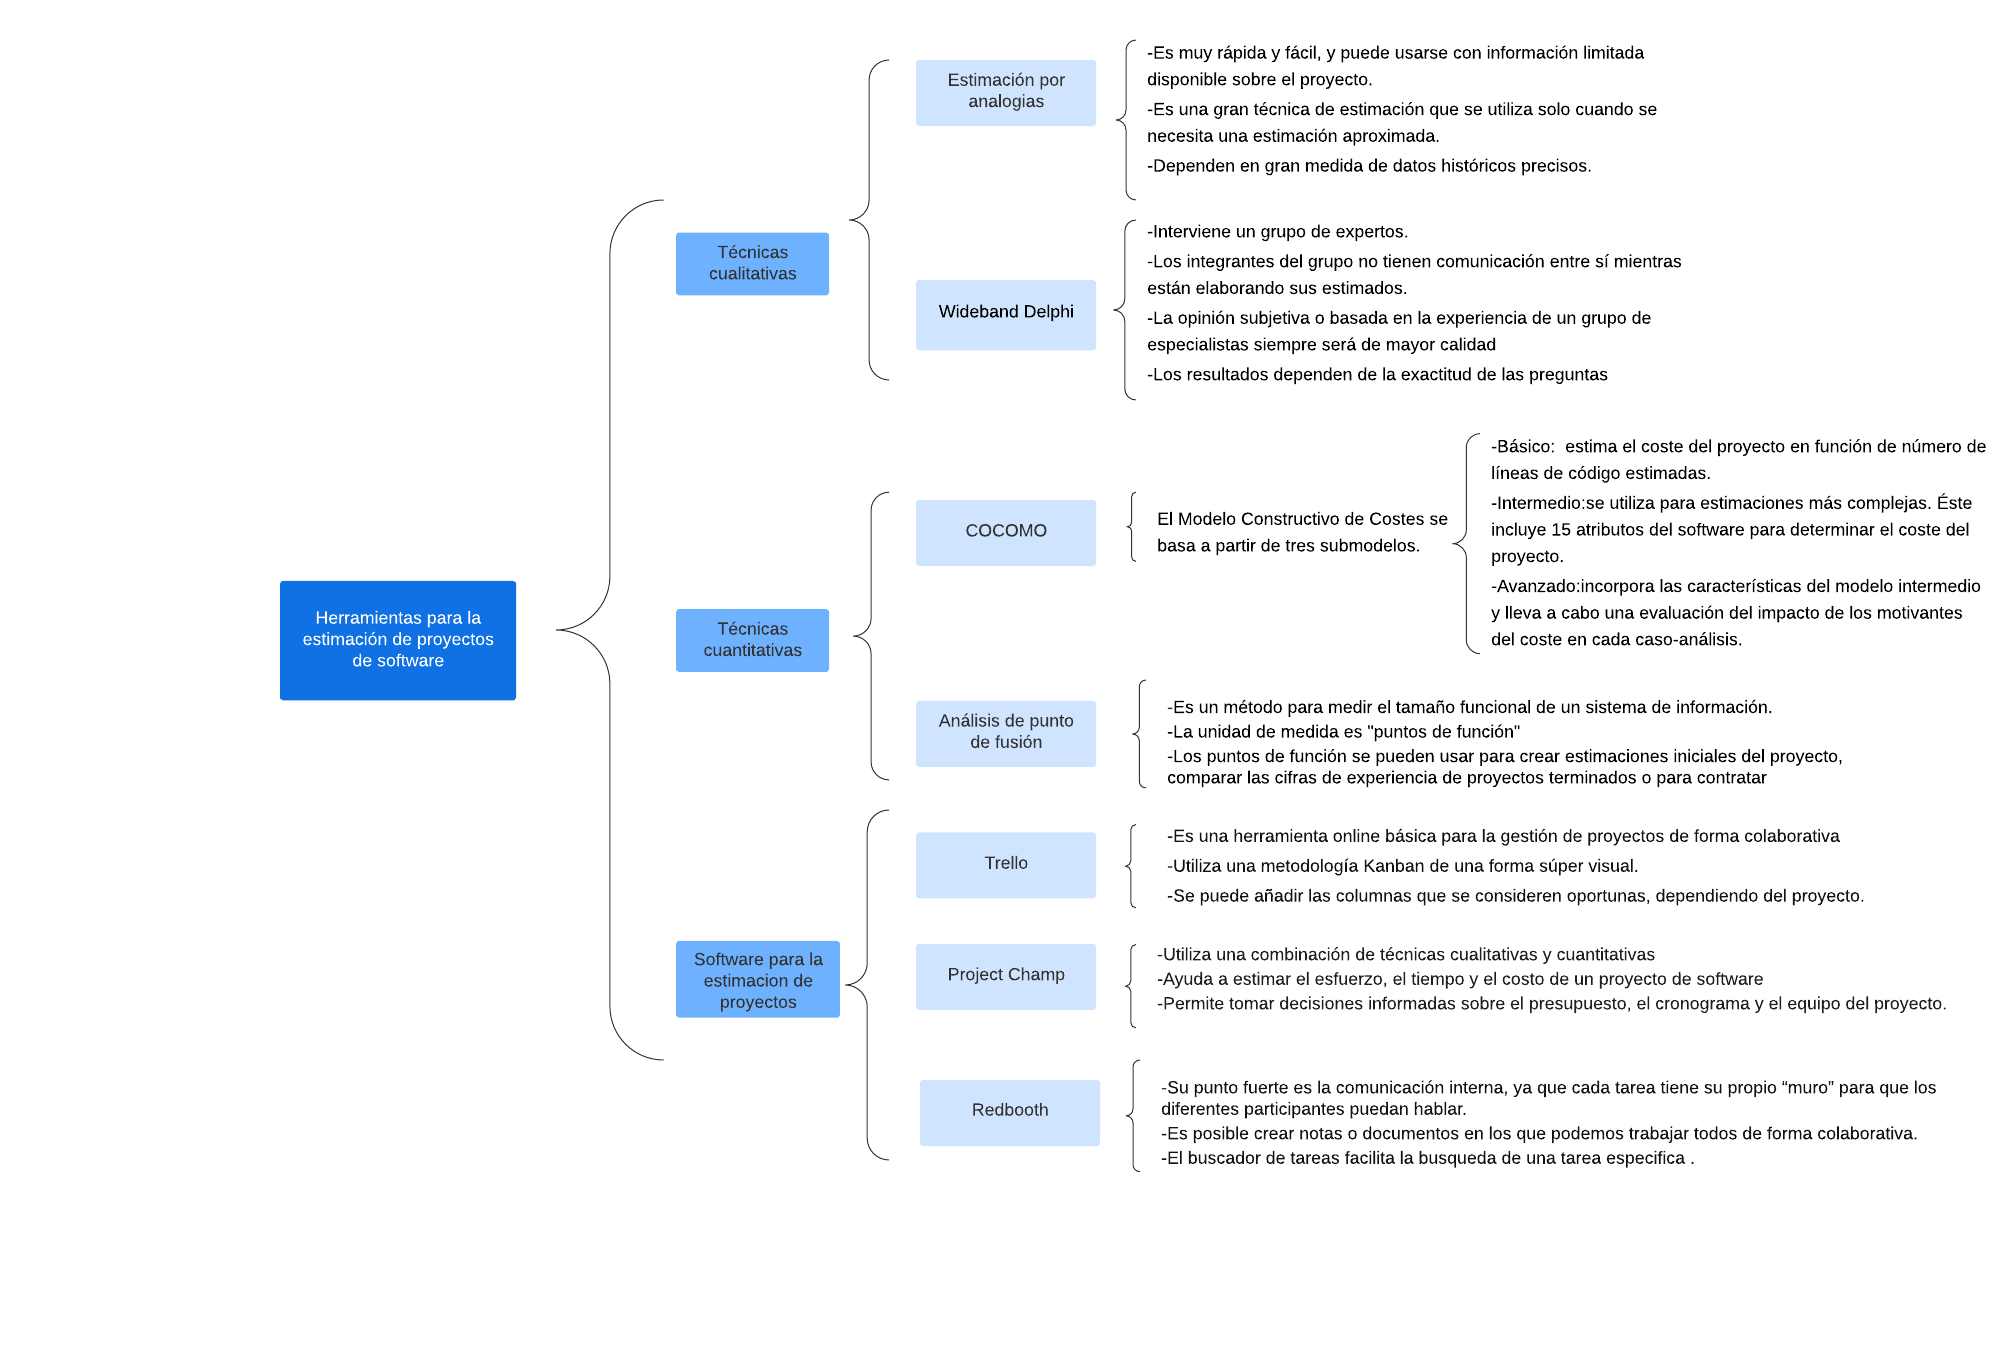 Herramientas para la
estimación de proyectos
de software
Técnicas
cualitativas
Estimación por
analogias
-Es muy rápida y fácil, y puede usarse con información limitada
disponible sobre el proyecto.
-Es una gran técnica de estimación que se utiliza solo cuando se
necesita una estimación aproximada.
-Dependen en gran medida de datos históricos precisos.
Wideband Delphi
-Interviene un grupo de expertos.
-Los integrantes del grupo no tienen comunicación entre sí mientras
están elaborando sus estimados.
-La opinión subjetiva o basada en la experiencia de un grupo de
especialistas siempre será de mayor calidad
-Los resultados dependen de la exactitud de las preguntas
Técnicas
cuantitativas
COCOMO
El Modelo Constructivo de Costes se
basa a partir de tres submodelos.
-Básico:  estima el coste del proyecto en función de número de
líneas de código estimadas.
-Intermedio:se utiliza para estimaciones más complejas. Éste
incluye 15 atributos del software para determinar el coste del
proyecto.
-Avanzado:incorpora las características del modelo intermedio
y lleva a cabo una evaluación del impacto de los motivantes
del coste en cada caso-análisis.
Análisis de punto
de fusión
-Es un método para medir el tamaño funcional de un sistema de información.
-La unidad de medida es "puntos de función"
-Los puntos de función se pueden usar para crear estimaciones iniciales del proyecto,
comparar las cifras de experiencia de proyectos terminados o para contratar
Software para la
estimacion de
proyectos
Trello
-Es una herramienta online básica para la gestión de proyectos de forma colaborativa
-Utiliza una metodología Kanban de una forma súper visual.
-Se puede añadir las columnas que se consideren oportunas, dependiendo del proyecto.
Project Champ
-Utiliza una combinación de técnicas cualitativas y cuantitativas
-Ayuda a estimar el esfuerzo, el tiempo y el costo de un proyecto de software
-Permite tomar decisiones informadas sobre el presupuesto, el cronograma y el equipo del proyecto.
Redbooth
-Su punto fuerte es la comunicación interna, ya que cada tarea tiene su propio “muro” para que los
diferentes participantes puedan hablar.
-Es posible crear notas o documentos en los que podemos trabajar todos de forma colaborativa.
-El buscador de tareas facilita la busqueda de una tarea especifica .